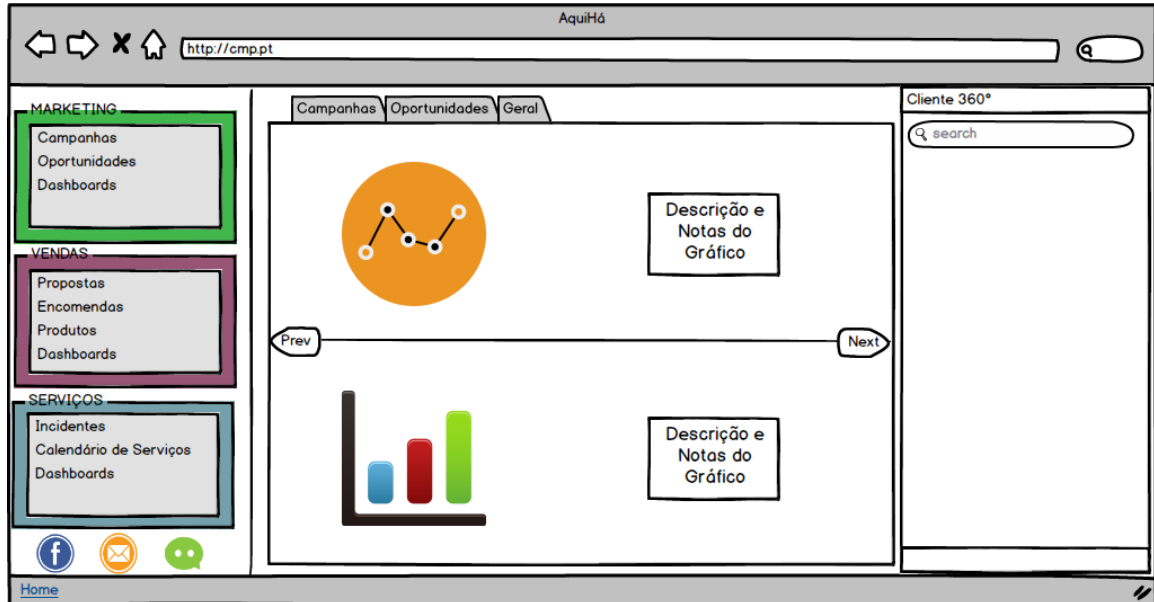 AquiHá
http://cmp.pt
MARKETING
Campanhas
Oportunidades
Dashboards
VENDAS
Propostas
Encomendas
Produtos
Dashboards
SERVIÇOS
Incidentes
Calendário de Serviços
Dashboards
f
Campanhas Oportunidades Geral
Descrição e
Notas do
Gráfico
Prev Next
Descrição e
Notas do
Gráfico
Cliente 360°
search
Home